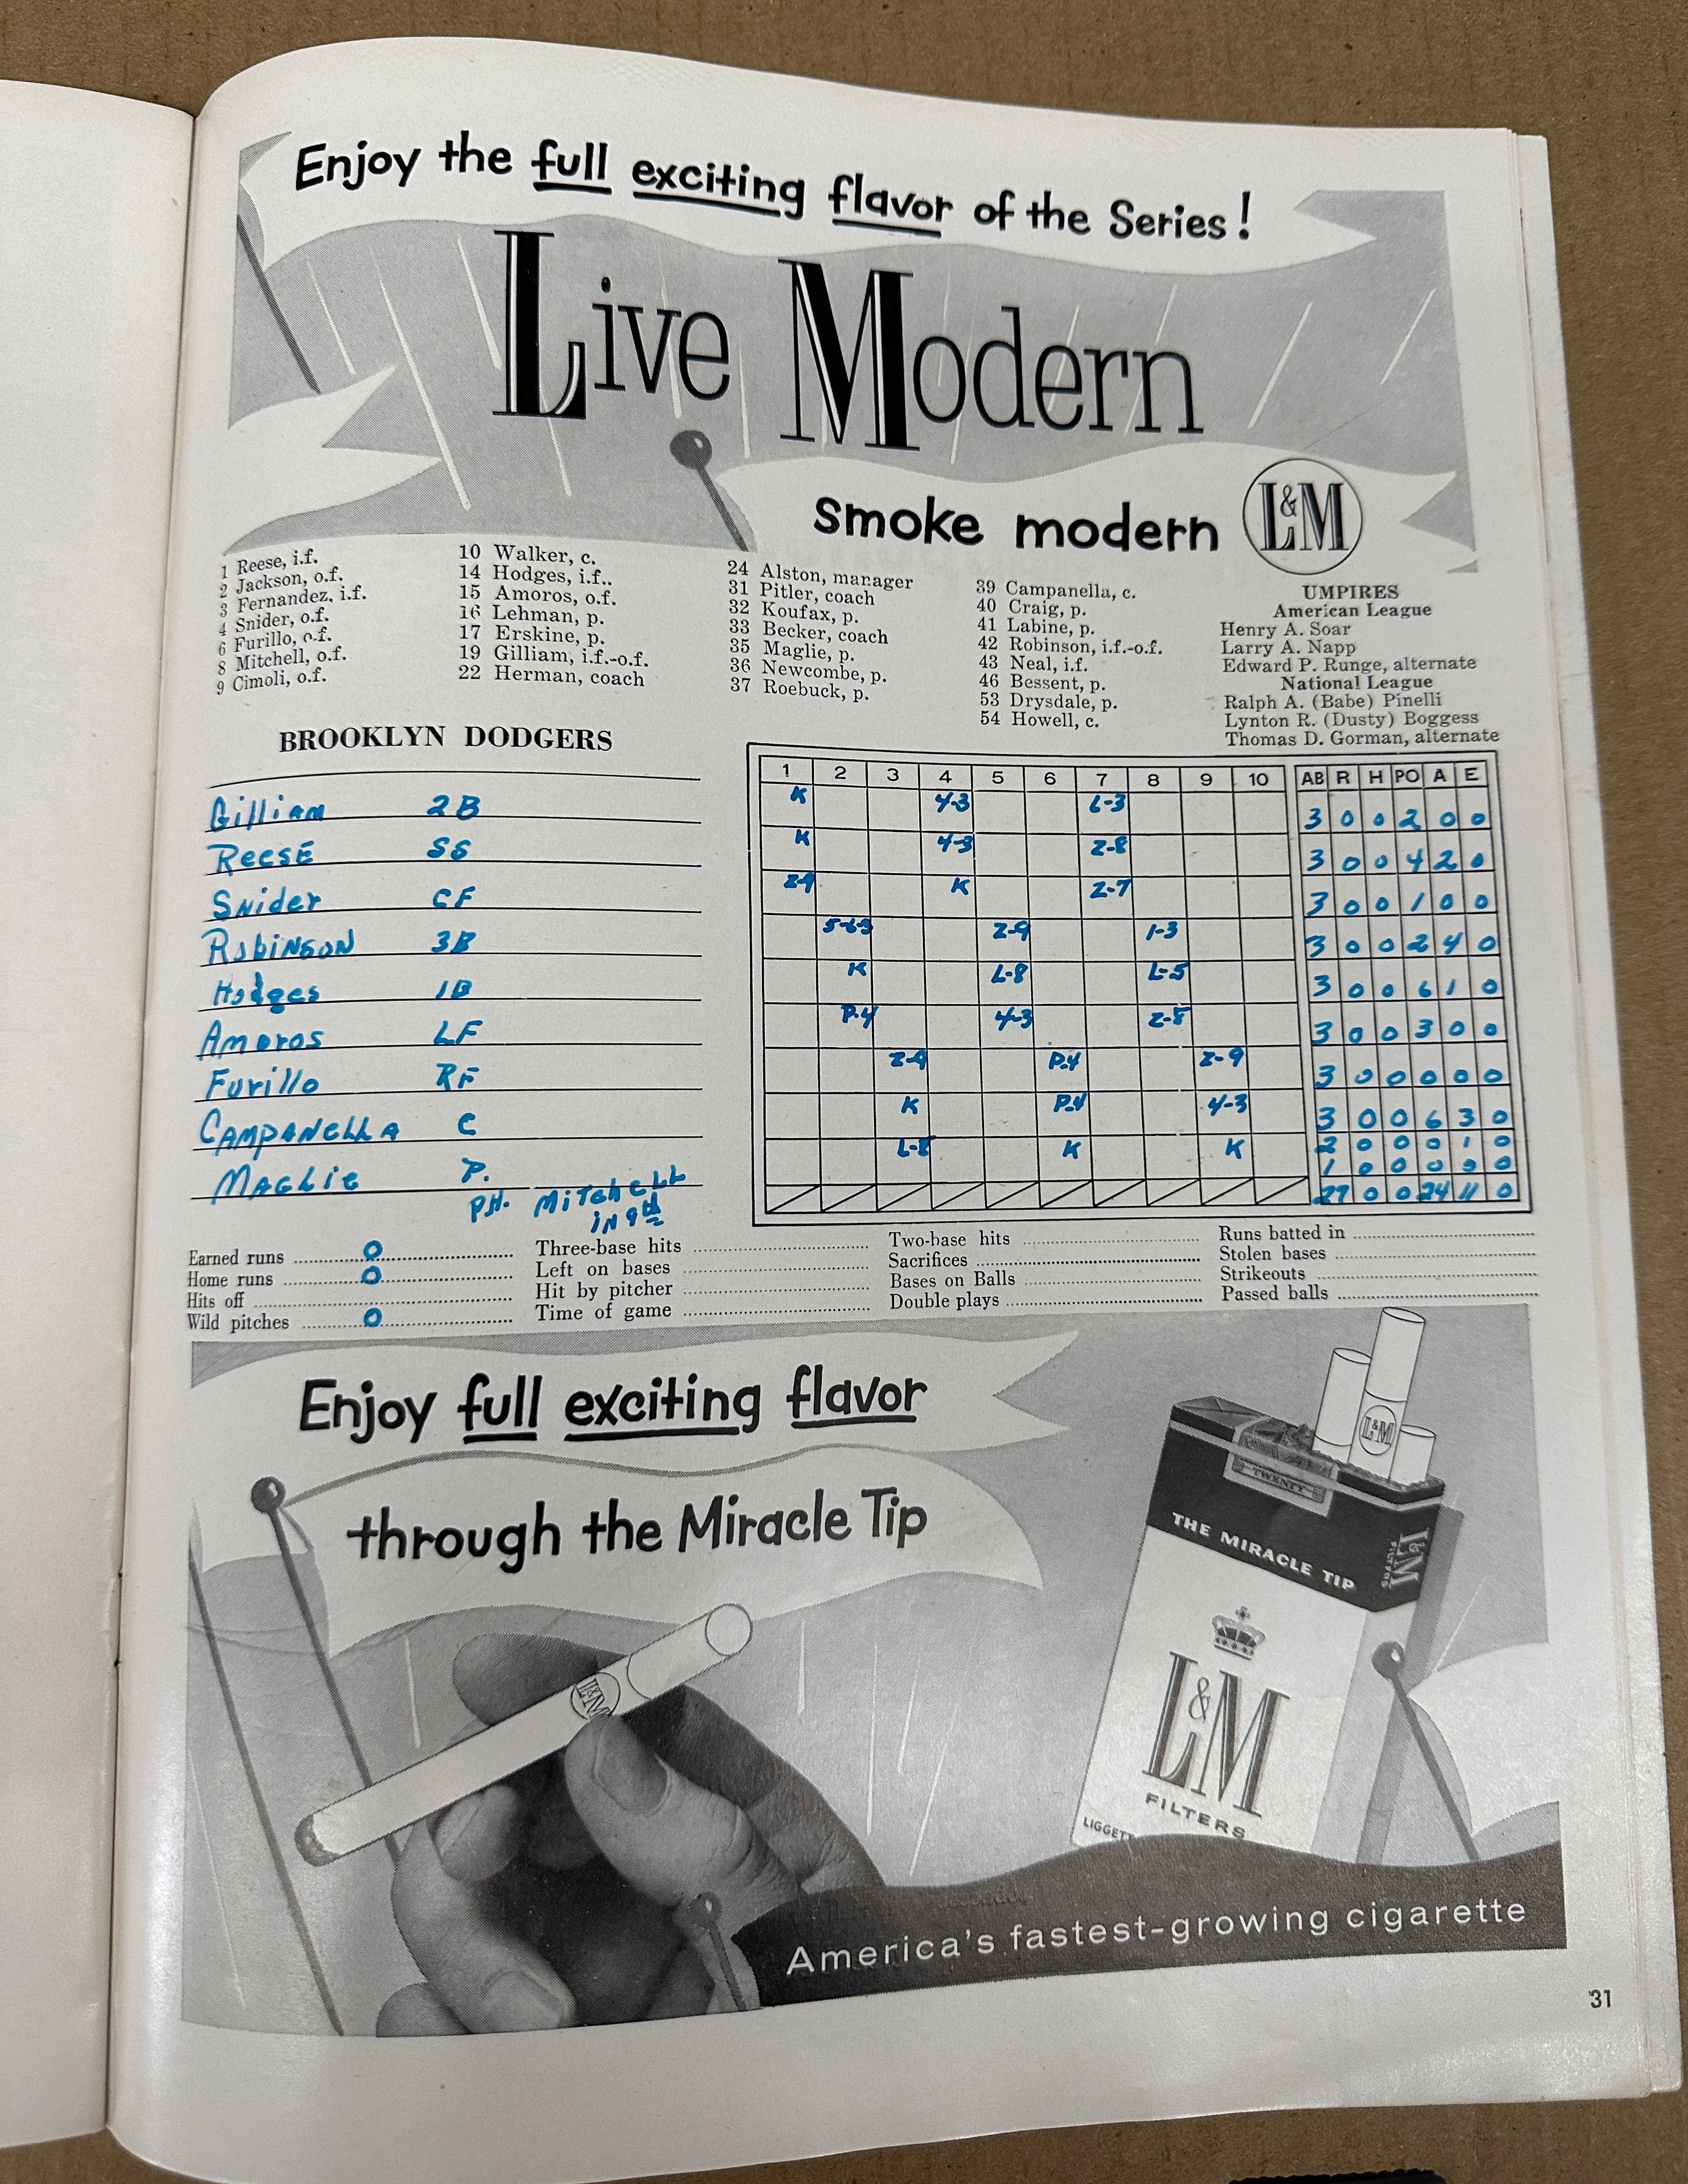 Enjoy the full exciting flavor of the Series!
Live Modern
smoke modern L&M
1 Reese, i.f.
2 Jackson, o.f.
3 Fernandez. i.f.
4 Snider, o.f.
6 Furillo, o.f.
8 Mitchell, o.f.
9 Cimoli, o.f.
10 Walker, c.
14 Hodges, i.f..
15 Amoros, o.f.
16 Lehman, p.
17 Erskine, p.
19 Gilliam, i.f.-o.f.
22 Herman, coach
24 Alston, manager
31 Pitler, coach
32 Koufax, p.
33 Becker, coach
35 Maglie, p.
36 Newcombe, p.
37 Roebuck, p.
39 Campanella, c.
40 Craig, p.
41 Labine, p.
42 Robinson, i.f.-o.f.
43 Neal, i.f.
46 Bessent, p.
53 Drysdale, p.
54 Howell, c.
UMPIRES
American League
Henry A. Soar
Larry A. Napp
Edward P. Runge, alternate
National League
Ralph A. (Babe) Pinelli
Lynton R. (Dusty) Boggess
Thomas D. Gorman, alternate
BROOKLYN DODGERS
1 2 3 4 5 6 7 8 9 10 AB R H PO A E
Gilliam 2B K 4-3 6-3 3 0 0 2 0 0
Reese SS K 4-3 2-8 3 0 0 4 2 0
Snider CF 2-9 K 2-7 3 0 0 1 0 0
Robinson 3B 5-6-3 2-9 1-3 3 0 0 2 4 0
Hodges 1B K L-8 L-5 3 0 0 6 1 0
Amoros LF P.4 4-3 2-8 3 0 0 3 0 0
Furillo RF 2-9 P.4 2-9 3 0 0 0 0 0
CAMPANELLA C K P.4 4-3 3 0 0 6 3 0
MAGLIE P. L-8 K K 2 0 0 0 1 0
P.H. MITCHELL IN 9th 1 0 0 0 0 0
27 0 0 24 11 0
Earned runs 0
Home runs 0
Hits off
Wild pitches 0
Three-base hits
Left on bases
Hit by pitcher
Time of game
Two-base hits
Sacrifices
Bases on Balls
Double plays
Runs batted in
Stolen bases
Strikeouts
Passed balls
Enjoy full exciting flavor
through the Miracle Tip
L&M
L&M
TWENTY
THE MIRACLE TIP
L&M
FILTERS
L&M
FILTERS
LIGGETT
America's fastest-growing cigarette
31